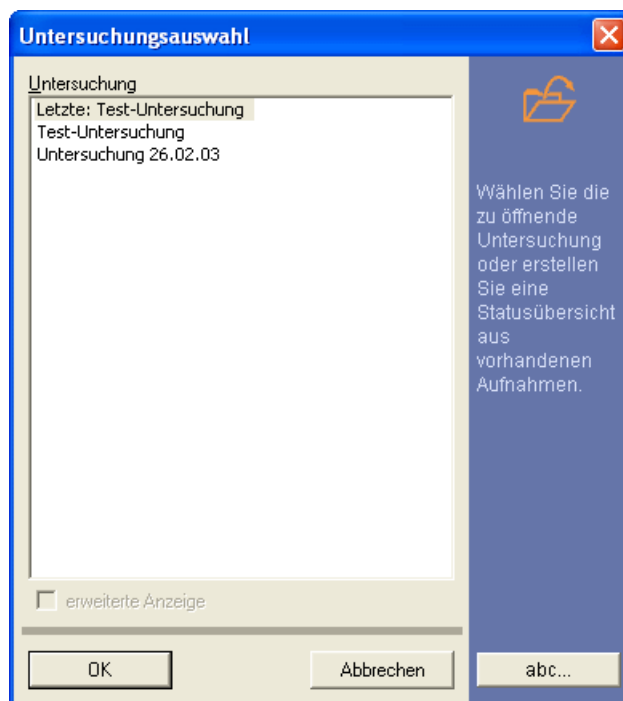 Untersuchungsauswahl
Untersuchung
Letzte: Test-Untersuchung
Test-Untersuchung
Untersuchung 26.02.03
erweiterte Anzeige
OK
Abbrechen
Wählen Sie die
zu öffnende
Untersuchung
oder erstellen
Sie eine
Statusübersicht
aus
vorhandenen
Aufnahmen.
abc...